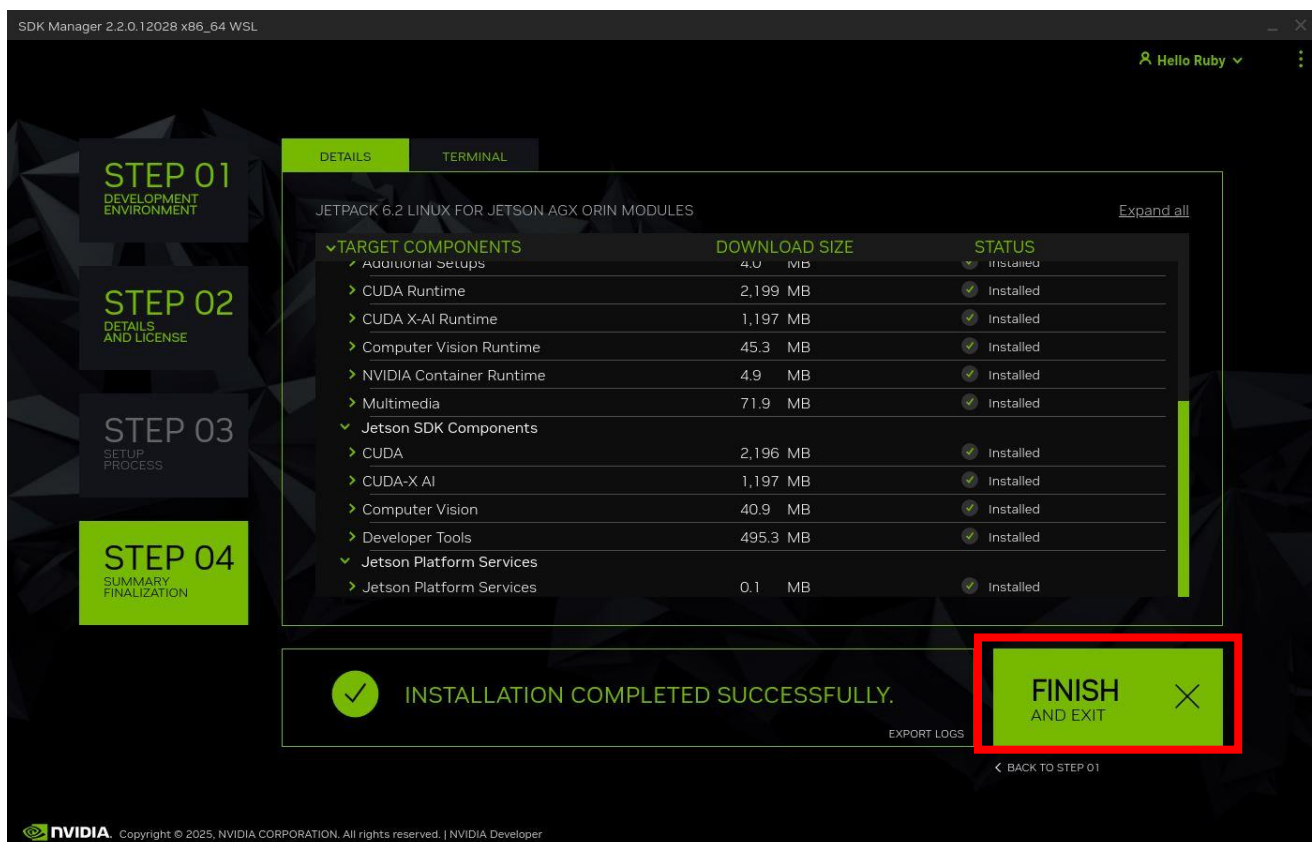 SDK Manager 2.2.0.12028 x86_64 WSL
Hello Ruby
STEP 01
DEVELOPMENT
ENVIRONMENT
STEP 02
DETAILS
AND LICENSE
STEP 03
SETUP
PROCESS
STEP 04
SUMMARY
FINALIZATION
DETAILS TERMINAL
JETPACK 6.2 LINUX FOR JETSON AGX ORIN MODULES Expand all
TARGET COMPONENTS DOWNLOAD SIZE STATUS
Additional Setups 4.0 MB Installed
CUDA Runtime 2,199 MB Installed
CUDA X-AI Runtime 1,197 MB Installed
Computer Vision Runtime 45.3 MB Installed
NVIDIA Container Runtime 4.9 MB Installed
Multimedia 71.9 MB Installed
Jetson SDK Components
CUDA 2,196 MB Installed
CUDA-X AI 1,197 MB Installed
Computer Vision 40.9 MB Installed
Developer Tools 495.3 MB Installed
Jetson Platform Services
Jetson Platform Services 0.1 MB Installed
INSTALLATION COMPLETED SUCCESSFULLY.
EXPORT LOGS
FINISH
AND EXIT
BACK TO STEP 01
NVIDIA. Copyright © 2025, NVIDIA CORPORATION. All rights reserved. | NVIDIA Developer